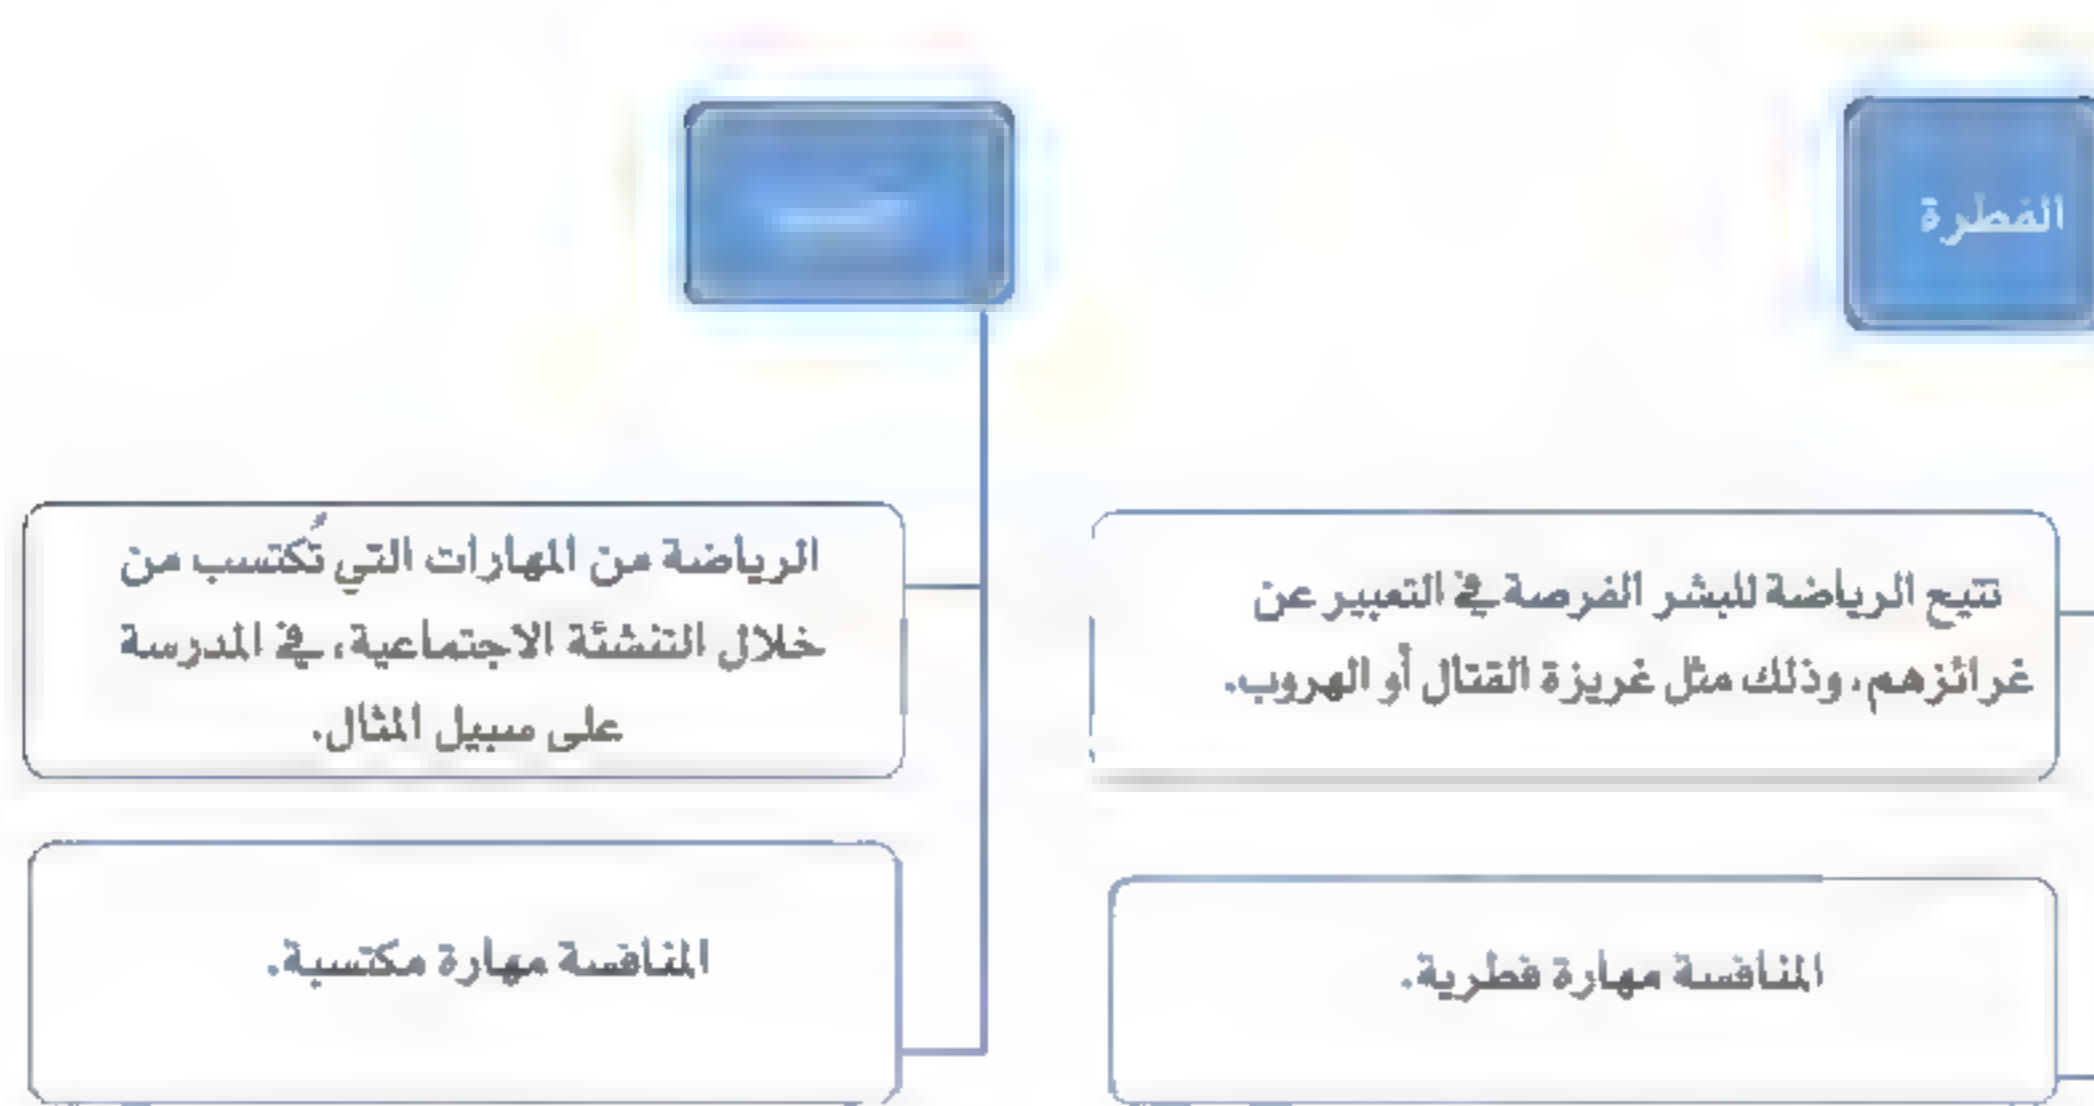 الفطرة
تتيح الرياضة للبشر الفرصة في التعبير عن
غرائزهم، وذلك مثل غريزة القتال أو الهروب.
المنافسة مهارة فطرية.
الرياضة من المهارات التي تُكتسب من
خلال التنشئة الاجتماعية، في المدرسة
على سبيل المثال.
المنافسة مهارة مكتسبة.